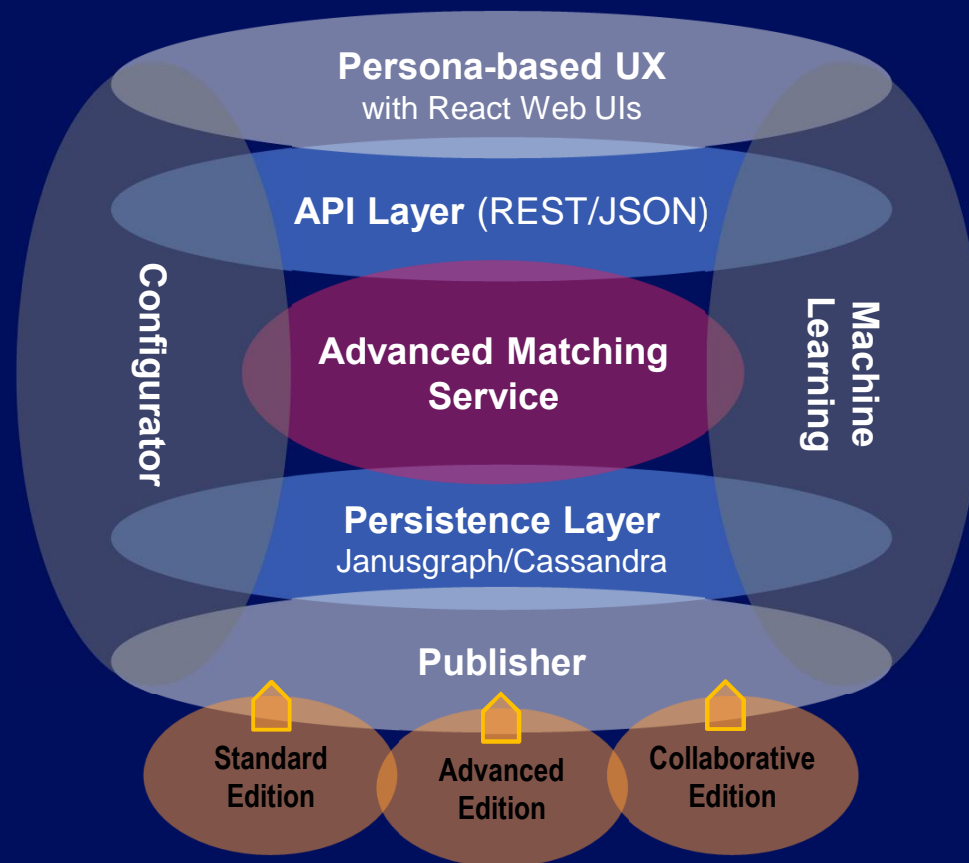 Persona-based UX
with React Web UIs
API Layer (REST/JSON)
Configurator
Advanced Matching
Service
Machine
Learning
Persistence Layer
Janusgraph/Cassandra
Publisher
Standard
Edition
Advanced
Edition
Collaborative
Edition